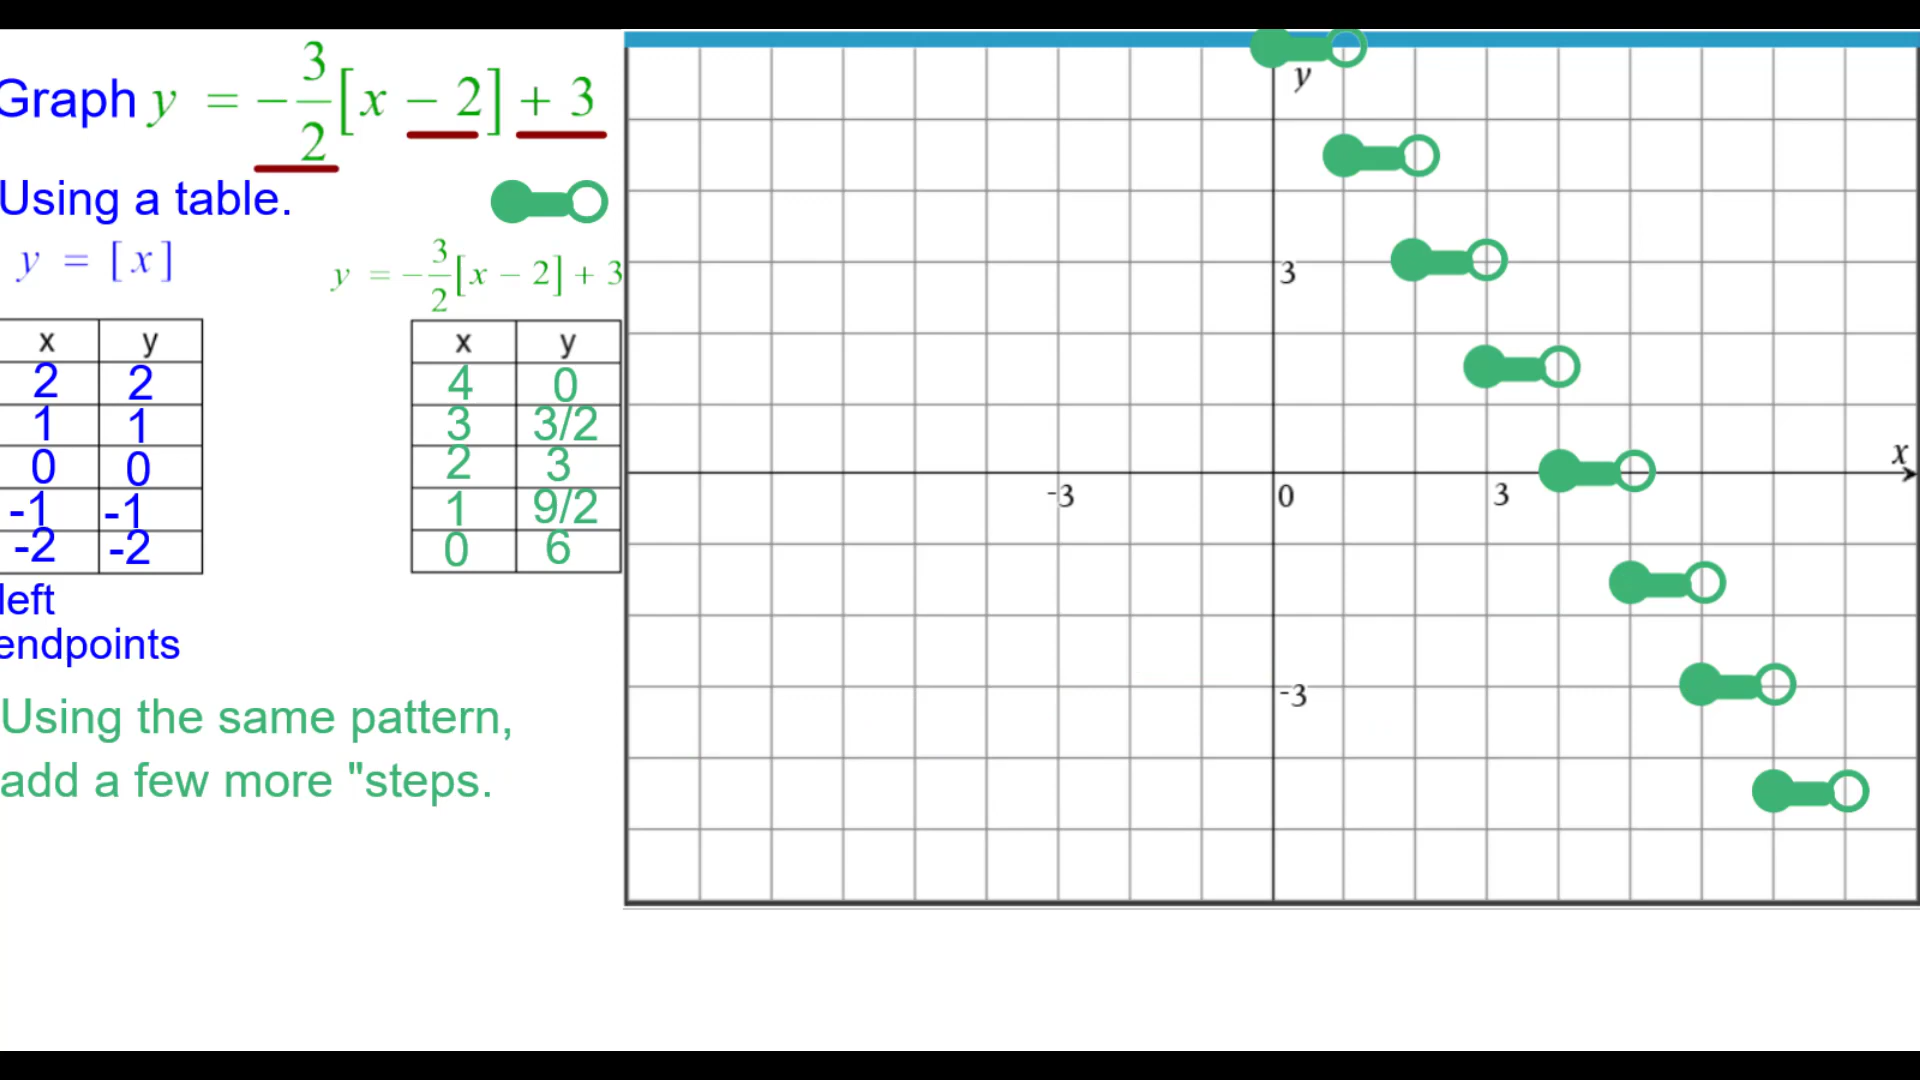 Graph y = -3/2[x - 2] + 3
Using a table.
y = [x]
y = -3/2[x - 2] + 3
x y
2 2
1 1
0 0
-1 -1
-2 -2
x y
4 0
3 3/2
2 3
1 9/2
0 6
left
endpoints
Using the same pattern,
add a few more "steps.
y
3
x
-3 0 3
-3